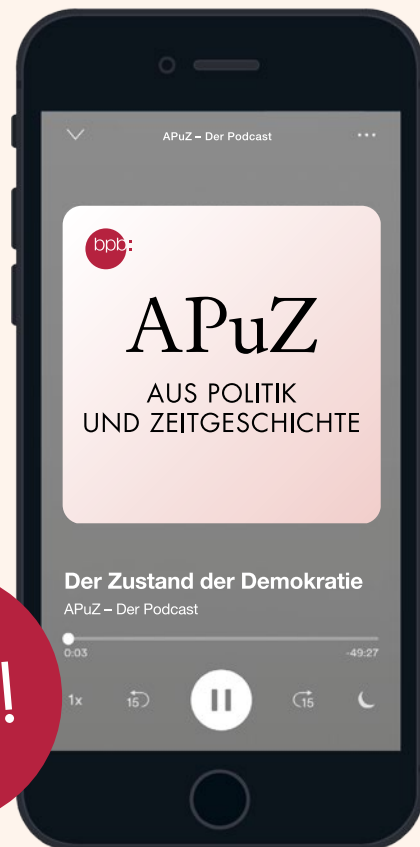 APuZ – Der Podcast
bpb:
APuZ
AUS POLITIK
UND ZEITGESCHICHTE
Der Zustand der Demokratie
APuZ – Der Podcast
0:03
-49:27
1x
15
15
!